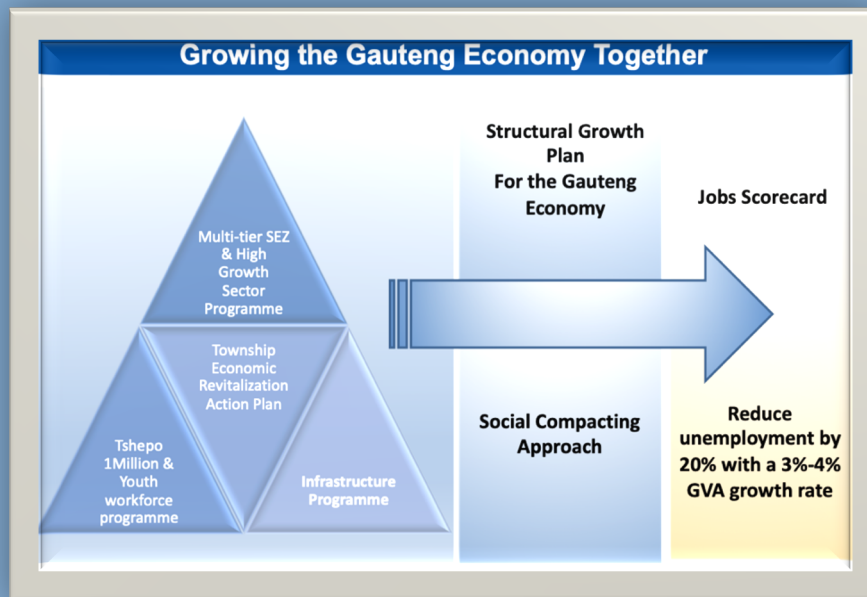 Growing the Gauteng Economy Together
Multi-tier SEZ
& High
Growth
Sector
Programme
Township
Economic
Revitalization
Action Plan
Tshepo
1Million &
Youth
workforce
programme
Infrastructure
Programme
Structural Growth
Plan
For the Gauteng
Economy
Social Compacting
Approach
Jobs Scorecard
Reduce
unemployment by
20% with a 3%-4%
GVA growth rate